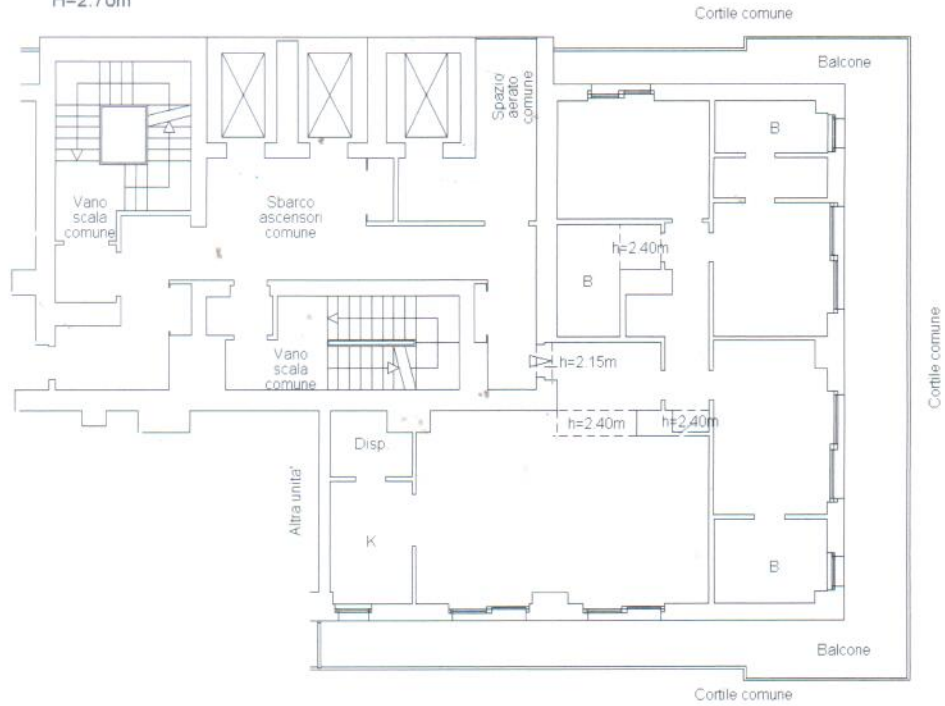 H=2.70m
Cortile comune
Balcone
Spazio
aerato
comune
B
Vano
scala
comune
Sbarco
ascensori
comune
h=2.40m
B
Cortile comune
Vano
scala
comune
h=2.15m
h=2.40m
h=2.40m
Disp.
Altra unita'
K
B
Balcone
Cortile comune